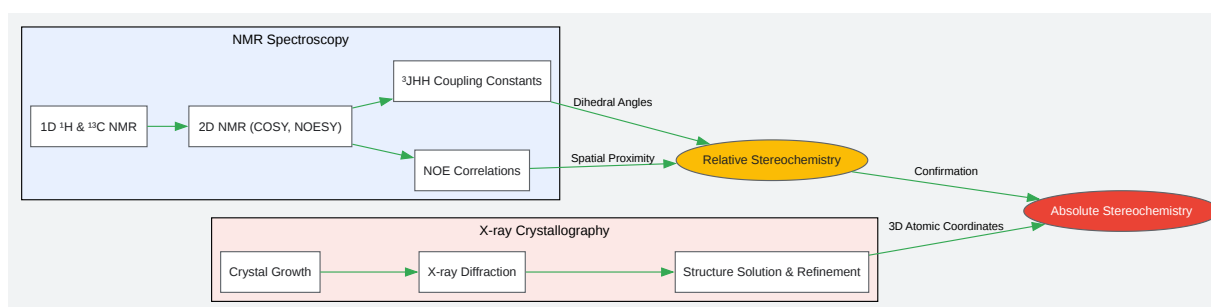 NMR Spectroscopy
1D ¹H & ¹³C NMR
2D NMR (COSY, NOESY)
³JHH Coupling Constants
NOE Correlations
Dihedral Angles
Spatial Proximity
Relative Stereochemistry
Confirmation
Absolute Stereochemistry
3D Atomic Coordinates
X-ray Crystallography
Crystal Growth
X-ray Diffraction
Structure Solution & Refinement